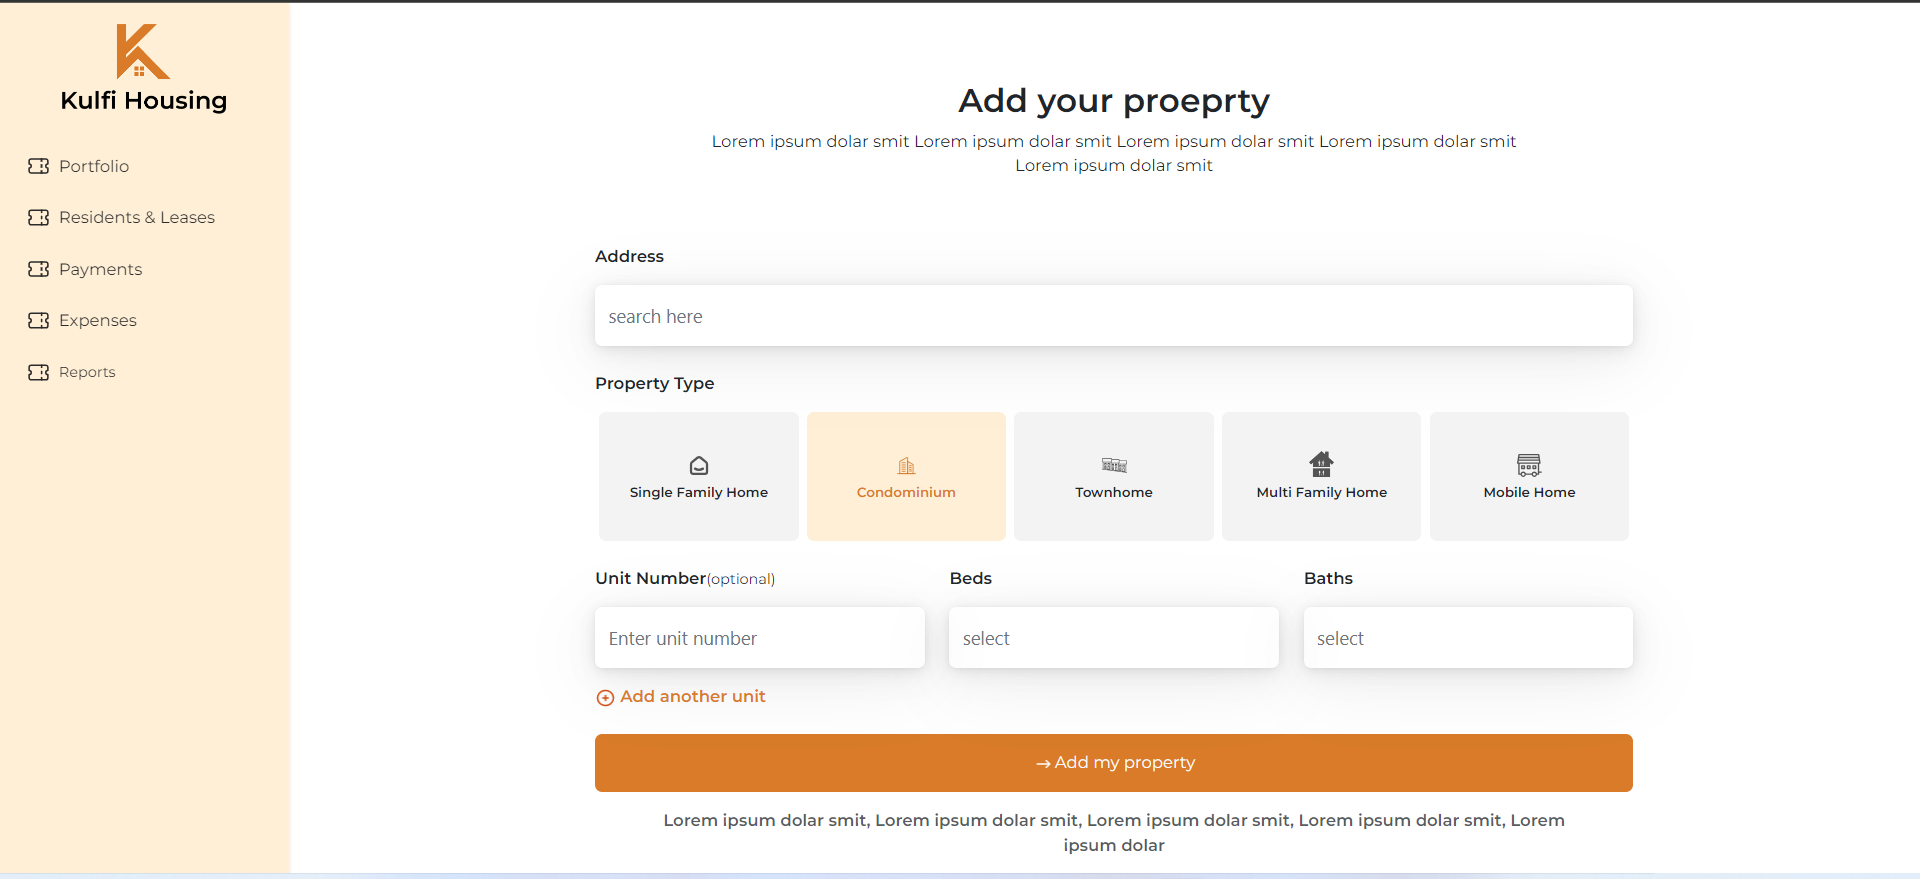 Kulfi Housing
Portfolio
Residents & Leases
Payments
Expenses
Reports
Add your proeprty
Lorem ipsum dolar smit Lorem ipsum dolar smit Lorem ipsum dolar smit Lorem ipsum dolar smit
Lorem ipsum dolar smit
Address
search here
Property Type
Single Family Home
Condominium
Townhome
Multi Family Home
Mobile Home
Unit Number(optional)
Beds
Baths
Enter unit number
select
select
Add another unit
→ Add my property
Lorem ipsum dolar smit, Lorem ipsum dolar smit, Lorem ipsum dolar smit, Lorem ipsum dolar smit, Lorem
ipsum dolar